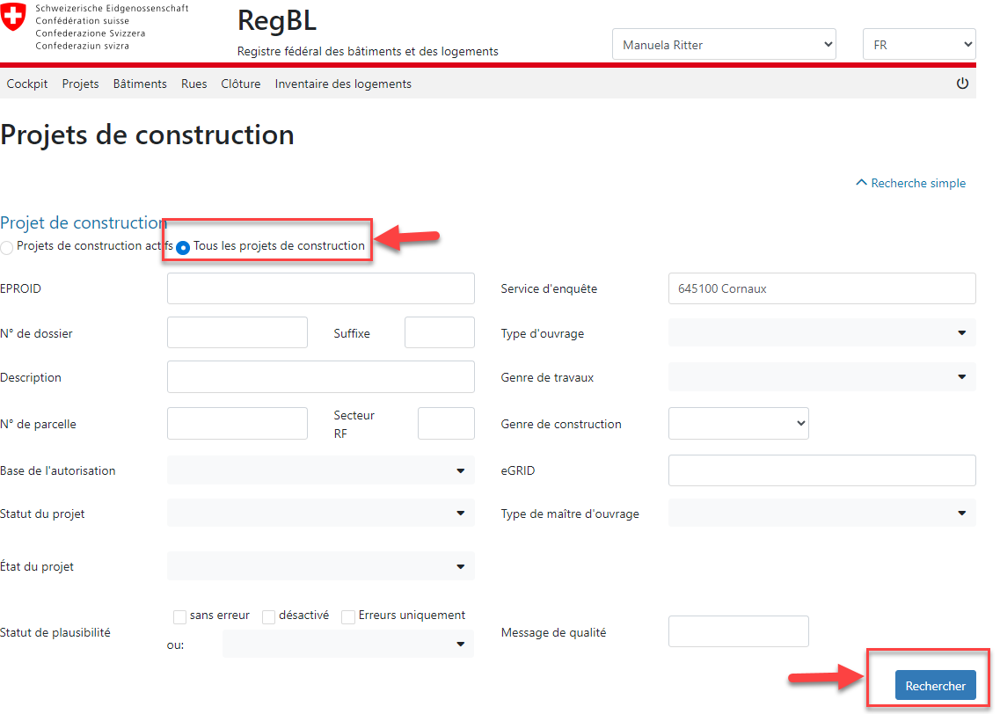 Schweizerische Eidgenossenschaft
Confédération suisse
Confederazione Svizzera
Confederaziun svizra
RegBL
Registre fédéral des bâtiments et des logements
Manuela Ritter
FR
Cockpit Projets Bâtiments Rues Clôture Inventaire des logements
Projets de construction
Recherche simple
Projet de construction
Projets de construction actifs Tous les projets de construction
EPROID Service d'enquête 645100 Cornaux
N° de dossier Suffixe Type d'ouvrage
Description Genre de travaux
N° de parcelle Secteur RF Genre de construction
Base de l'autorisation eGRID
Statut du projet Type de maître d'ouvrage
État du projet
sans erreur désactivé Erreurs uniquement
Statut de plausibilité ou: Message de qualité
Rechercher